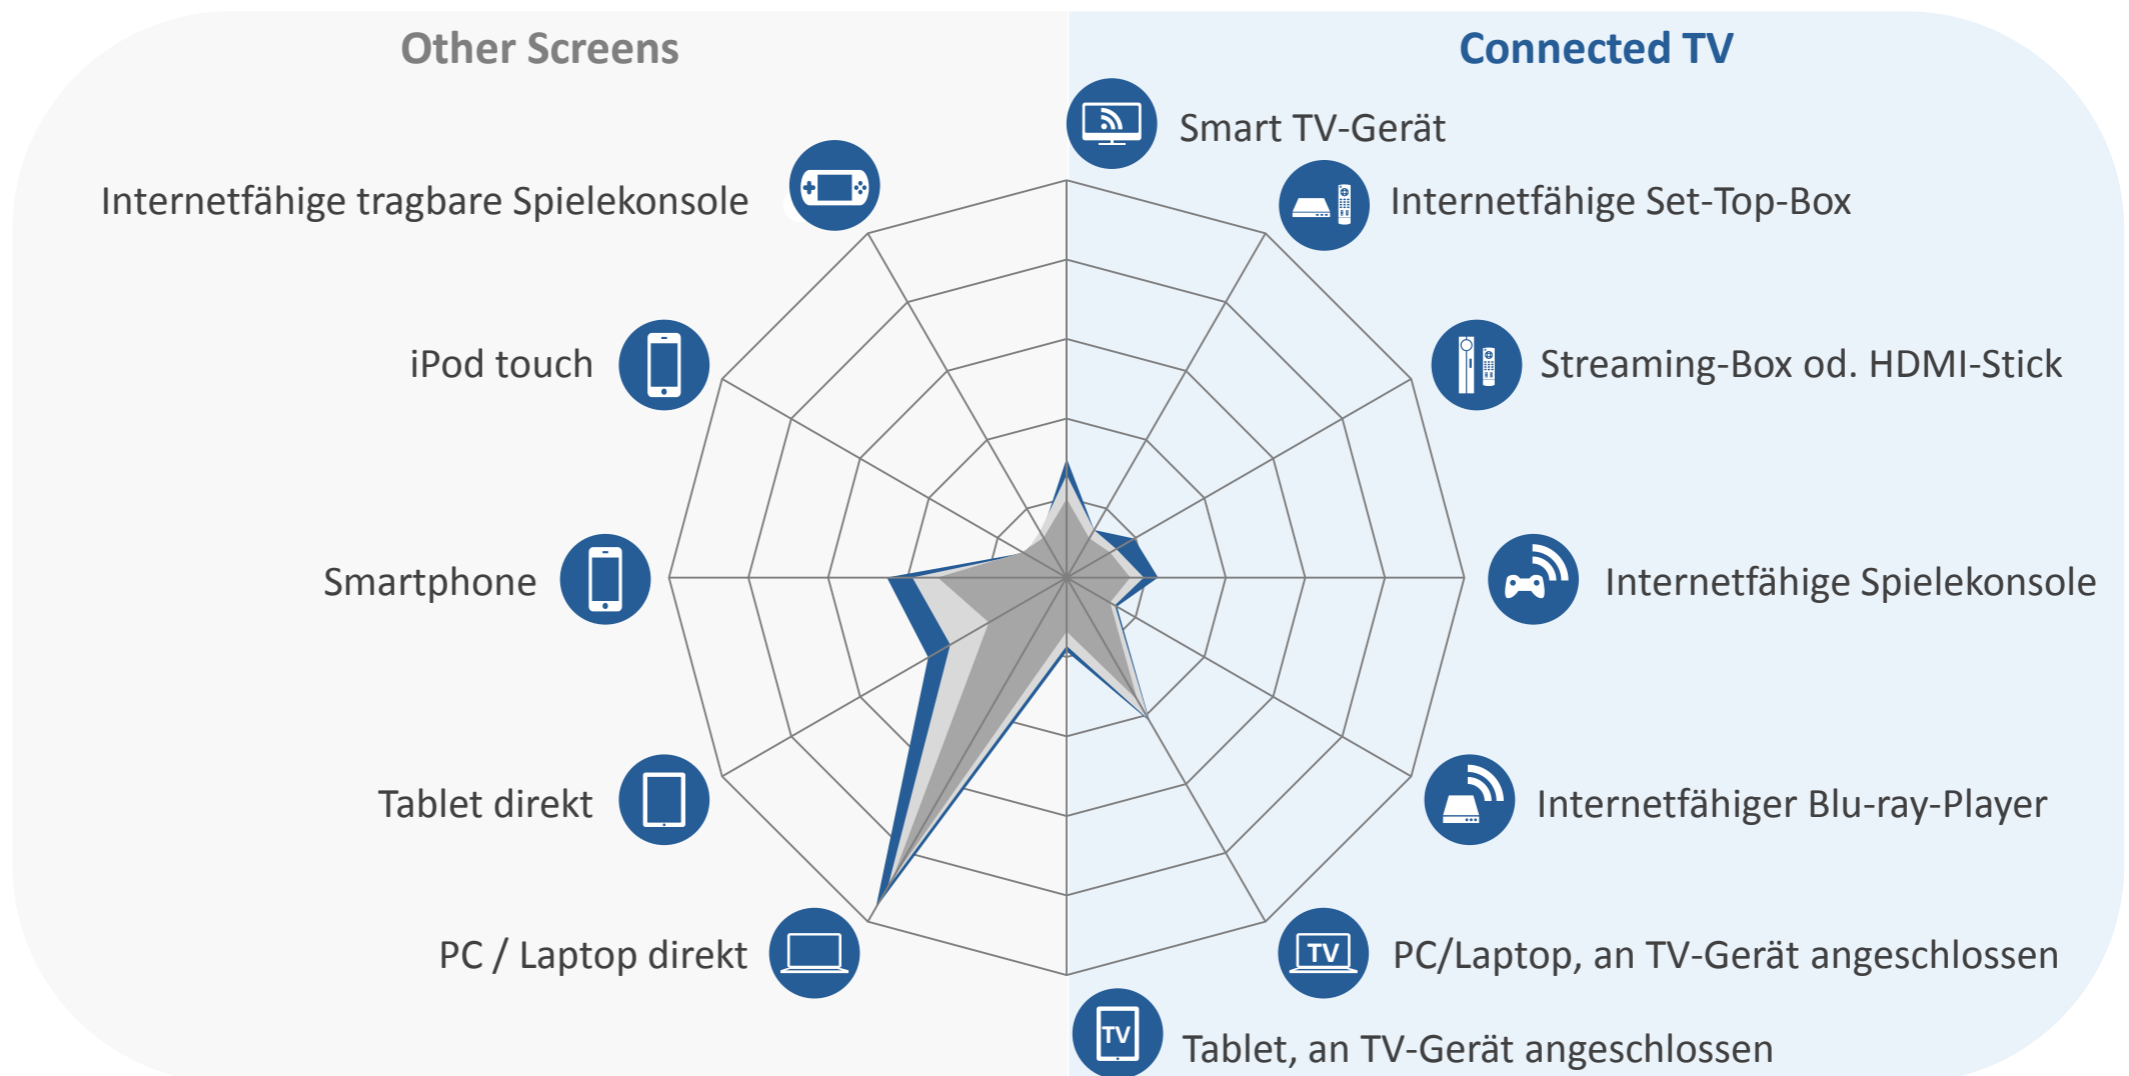 Other Screens
Connected TV
Smart TV-Gerät
Internetfähige tragbare Spielekonsole
Internetfähige Set-Top-Box
iPod touch
Streaming-Box od. HDMI-Stick
Smartphone
Internetfähige Spielekonsole
Tablet direkt
Internetfähiger Blu-ray-Player
PC / Laptop direkt
TV
PC/Laptop, an TV-Gerät angeschlossen
TV
Tablet, an TV-Gerät angeschlossen